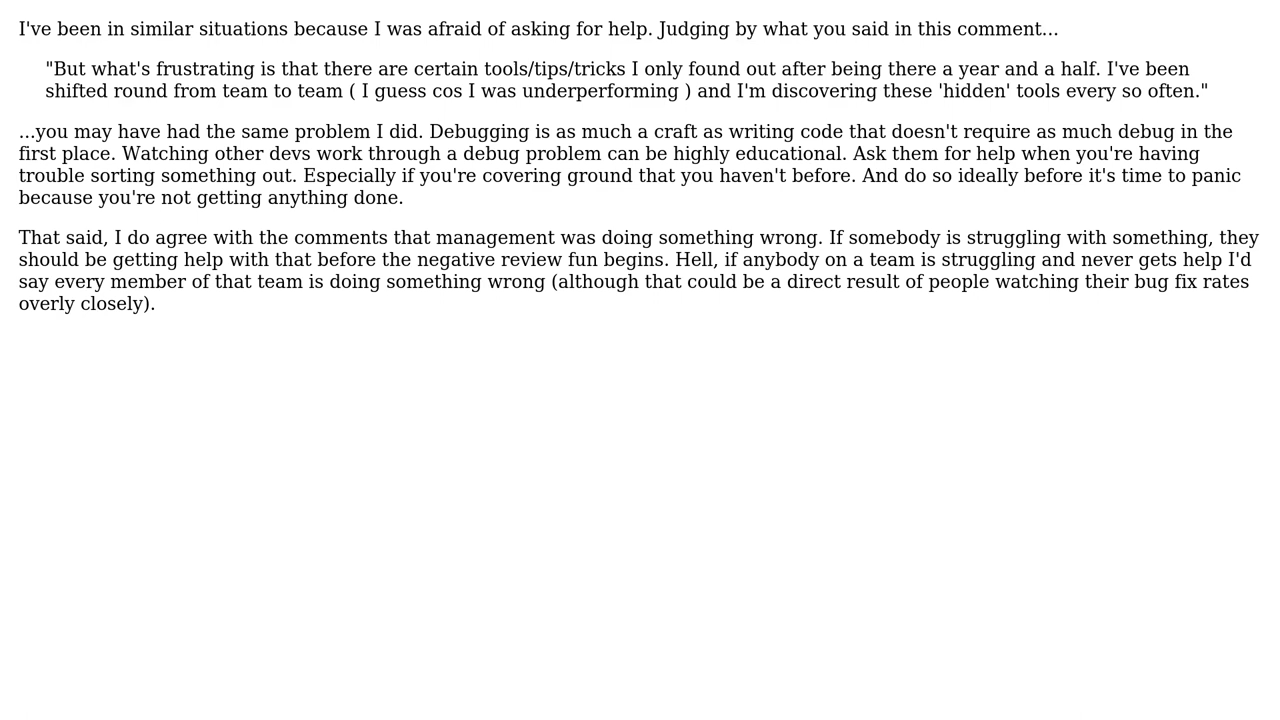 I've been in similar situations because I was afraid of asking for help. Judging by what you said in this comment...
"But what's frustrating is that there are certain tools/tips/tricks I only found out after being there a year and a half. I've been
shifted round from team to team ( I guess cos I was underperforming ) and I'm discovering these 'hidden' tools every so often."
...you may have had the same problem I did. Debugging is as much a craft as writing code that doesn't require as much debug in the
first place. Watching other devs work through a debug problem can be highly educational. Ask them for help when you're having
trouble sorting something out. Especially if you're covering ground that you haven't before. And do so ideally before it's time to panic
because you're not getting anything done.
That said, I do agree with the comments that management was doing something wrong. If somebody is struggling with something, they
should be getting help with that before the negative review fun begins. Hell, if anybody on a team is struggling and never gets help I'd
say every member of that team is doing something wrong (although that could be a direct result of people watching their bug fix rates
overly closely).